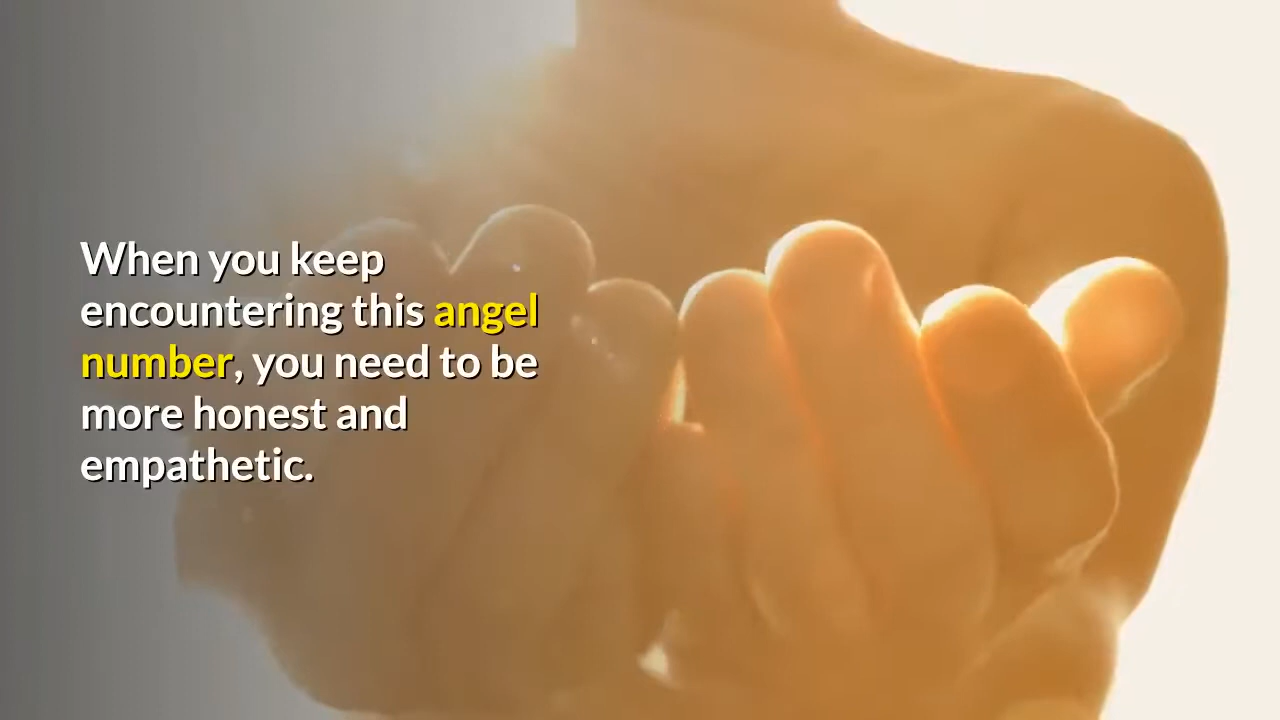 When you keep
encountering this angel
number, you need to be
more honest and
empathetic.